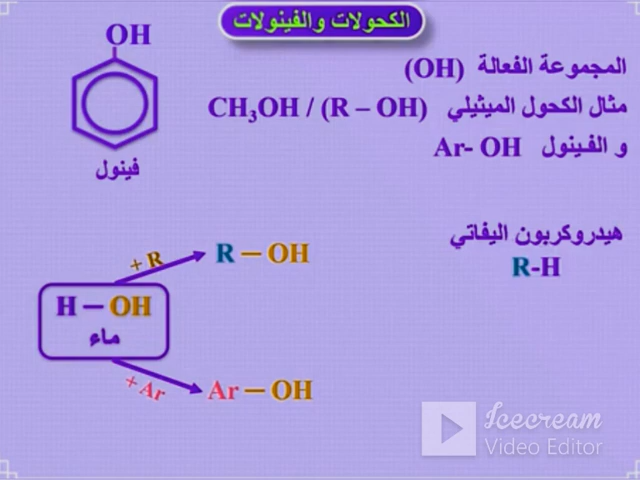 الكحولات والفينولات
OH
فينول
المجموعة الفعالة (OH)
مثال الكحول الميثيلي CH₃OH / (R – OH)
و الفينول Ar- OH
هيدروكربون اليفاتي
R-H
+ R
R – OH
H – OH
ماء
+ Ar
Ar – OH
Icecream
Video Editor